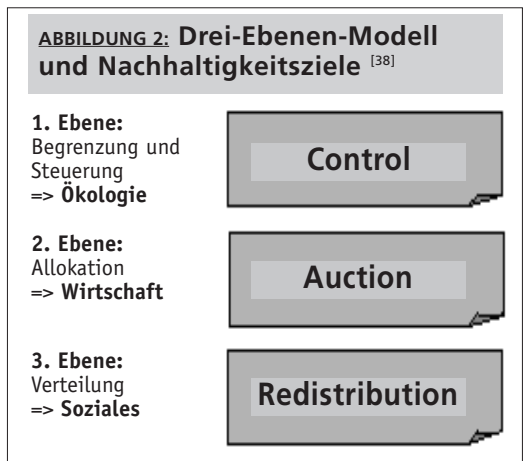 ABBILDUNG 2: Drei-Ebenen-Modell
und Nachhaltigkeitsziele [38]
1. Ebene:
Begrenzung und
Steuerung
=> Ökologie
Control
2. Ebene:
Allokation
=> Wirtschaft
Auction
3. Ebene:
Verteilung
=> Soziales
Redistribution